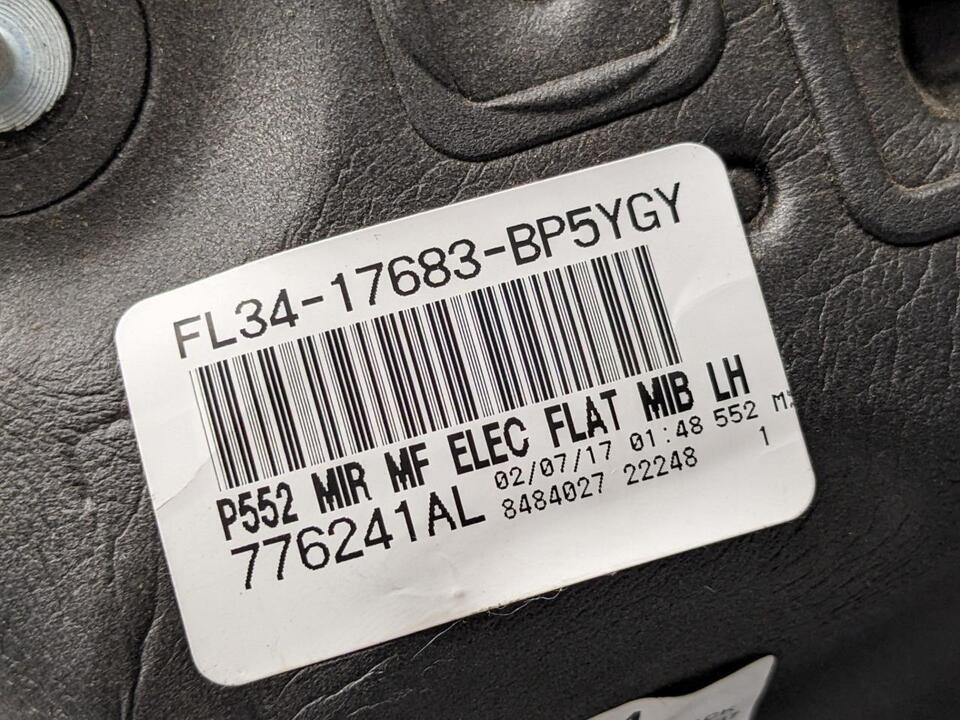 FL34-17683-BP5YGY
P552 MIR MF ELEC FLAT MIB LH
776241AL 02/07/17 01:48 552
8484027 22248 1